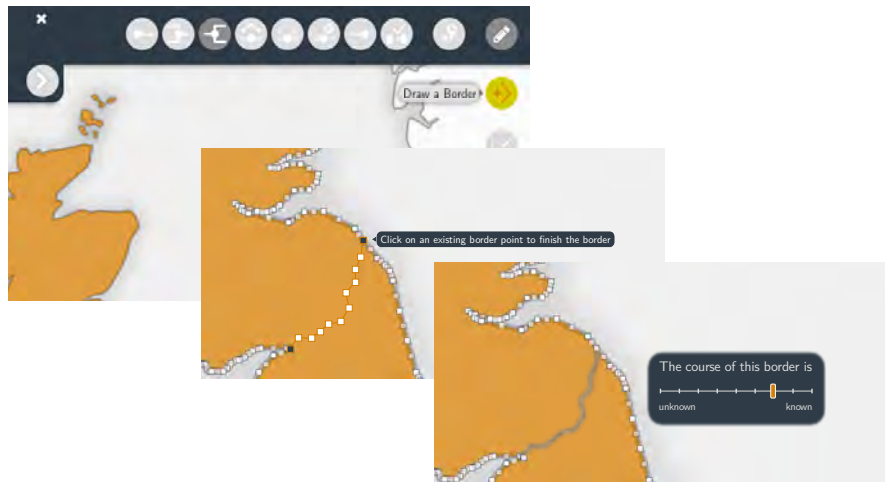 Draw a Border
Click on an existing border point to finish the border
The course of this border is
unknown
known